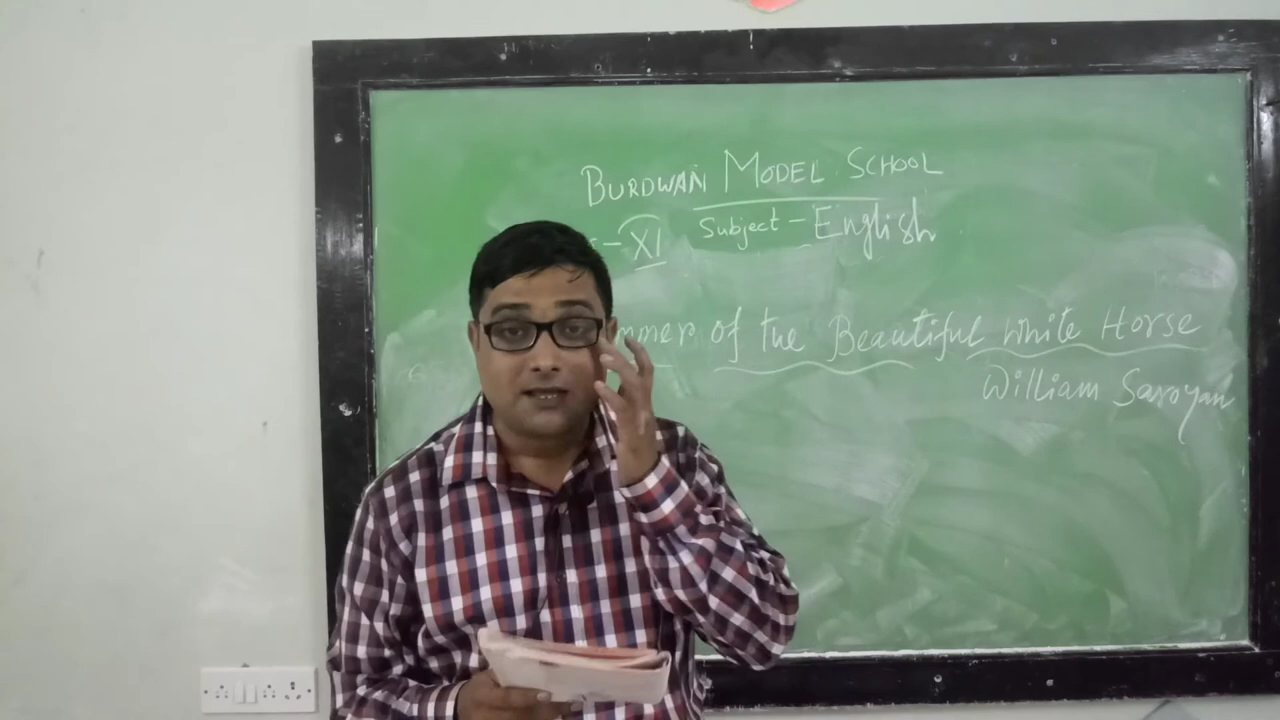 BURDWAN MODEL SCHOOL
- XI Subject - English
of the Beautiful White Horse
William Saroyan